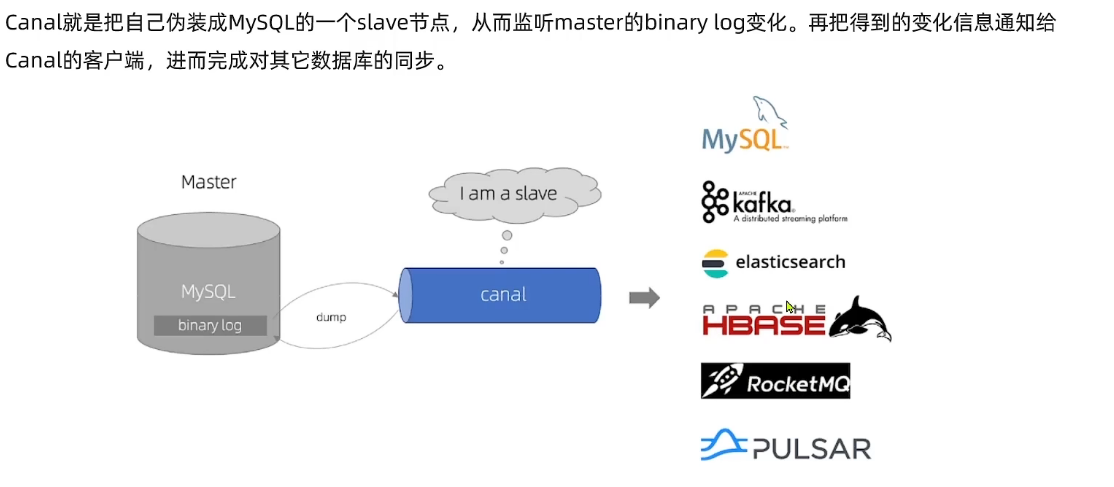 Canal就是把自己伪装成MySQL的一个slave节点，从而监听master的binary log变化。再把得到的变化信息通知给
Canal的客户端，进而完成对其它数据库的同步。
Master
MySQL
binary log
dump
I am a slave
canal
MySQL
APACHE
kafka
A distributed streaming platform
elasticsearch
APACHE
HBASE
RocketMQ
PULSAR